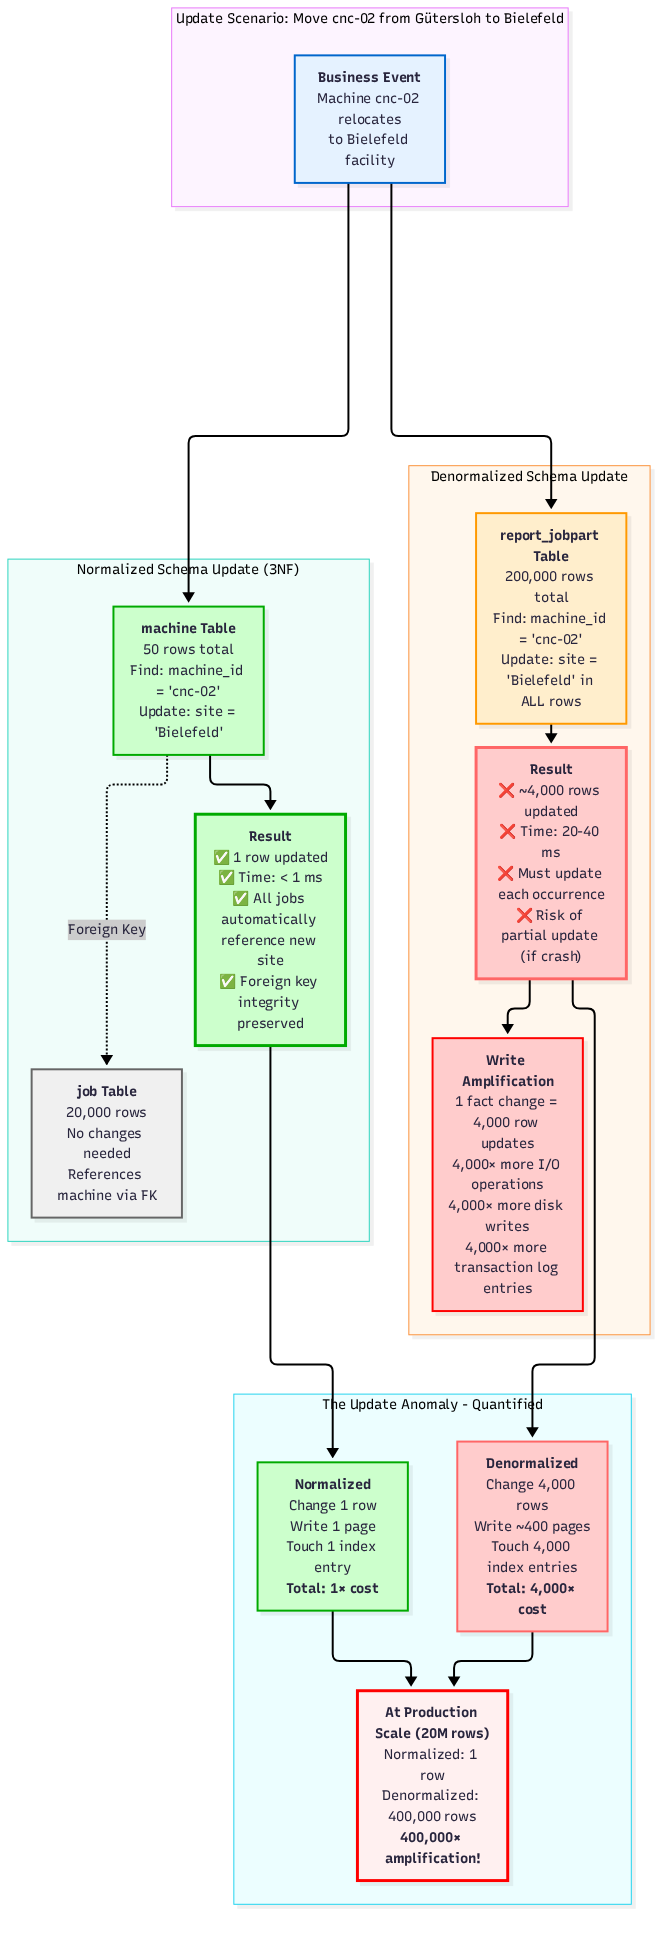 Update Scenario: Move cnc-02 from Gütersloh to Bielefeld
Business Event
Machine cnc-02
relocates
to Bielefeld
facility
Denormalized Schema Update
report_jobpart
Table
200,000 rows
total
Find: machine_id
= 'cnc-02'
Update: site =
'Bielefeld' in
ALL rows
Normalized Schema Update (3NF)
machine Table
50 rows total
Find: machine_id
= 'cnc-02'
Update: site =
'Bielefeld'
Result
❌ ~4,000 rows
updated
❌ Time: 20-40
ms
❌ Must update
each occurrence
❌ Risk of
partial update
(if crash)
Result
✅ 1 row updated
✅ Time: < 1 ms
✅ All jobs
automatically
reference new
site
✅ Foreign key
integrity
preserved
Foreign Key
job Table
20,000 rows
No changes
needed
References
machine via FK
Write
Amplification
1 fact change =
4,000 row
updates
4,000× more I/O
operations
4,000× more disk
writes
4,000× more
transaction log
entries
The Update Anomaly - Quantified
Normalized
Change 1 row
Write 1 page
Touch 1 index
entry
Total: 1× cost
Denormalized
Change 4,000
rows
Write ~400 pages
Touch 4,000
index entries
Total: 4,000×
cost
At Production
Scale (20M rows)
Normalized: 1
row
Denormalized:
400,000 rows
400,000×
amplification!